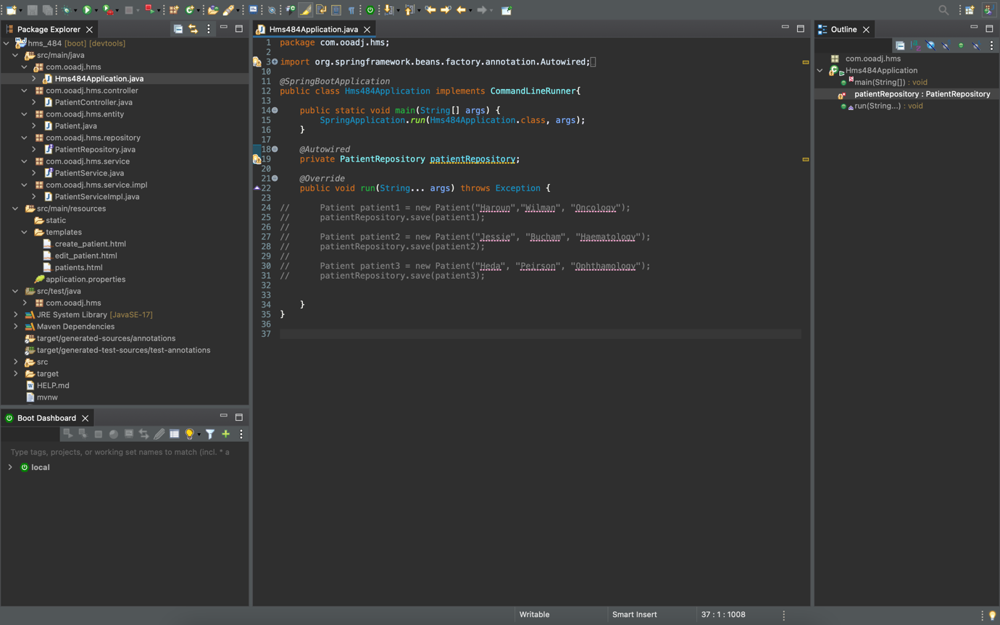 Package Explorer
hms_484 [boot] [devtools]
src/main/java
com.ooadj.hms
Hms484Application.java
com.ooadj.hms.controller
PatientController.java
com.ooadj.hms.entity
Patient.java
com.ooadj.hms.repository
PatientRepository.java
com.ooadj.hms.service
PatientService.java
com.ooadj.hms.service.impl
PatientServiceImpl.java
src/main/resources
static
templates
create_patient.html
edit_patient.html
patients.html
application.properties
src/test/java
com.ooadj.hms
JRE System Library [JavaSE-17]
Maven Dependencies
target/generated-sources/annotations
target/generated-test-sources/test-annotations
src
target
HELP.md
mvnw
Boot Dashboard
Type tags, projects, or working set names to match (incl. * a
local
Hms484Application.java
1 package com.ooadj.hms;
2
3 import org.springframework.beans.factory.annotation.Autowired;
10
11 @SpringBootApplication
12 public class Hms484Application implements CommandLineRunner{
13
14 public static void main(String[] args) {
15 SpringApplication.run(Hms484Application.class, args);
16 }
17
18 @Autowired
19 private PatientRepository patientRepository;
20
21 @Override
22 public void run(String... args) throws Exception {
23
24 // Patient patient1 = new Patient("Haroun","Wilman", "Oncology");
25 // patientRepository.save(patient1);
26 //
27 // Patient patient2 = new Patient("Jessie", "Bucham", "Haematology");
28 // patientRepository.save(patient2);
29 //
30 // Patient patient3 = new Patient("Heda", "Peirson", "Ophthamology");
31 // patientRepository.save(patient3);
32
33
34 }
35 }
36
37
Outline
com.ooadj.hms
Hms484Application
main(String[]) : void
patientRepository : PatientRepository
run(String...) : void
Writable
Smart Insert
37 : 1 : 1008